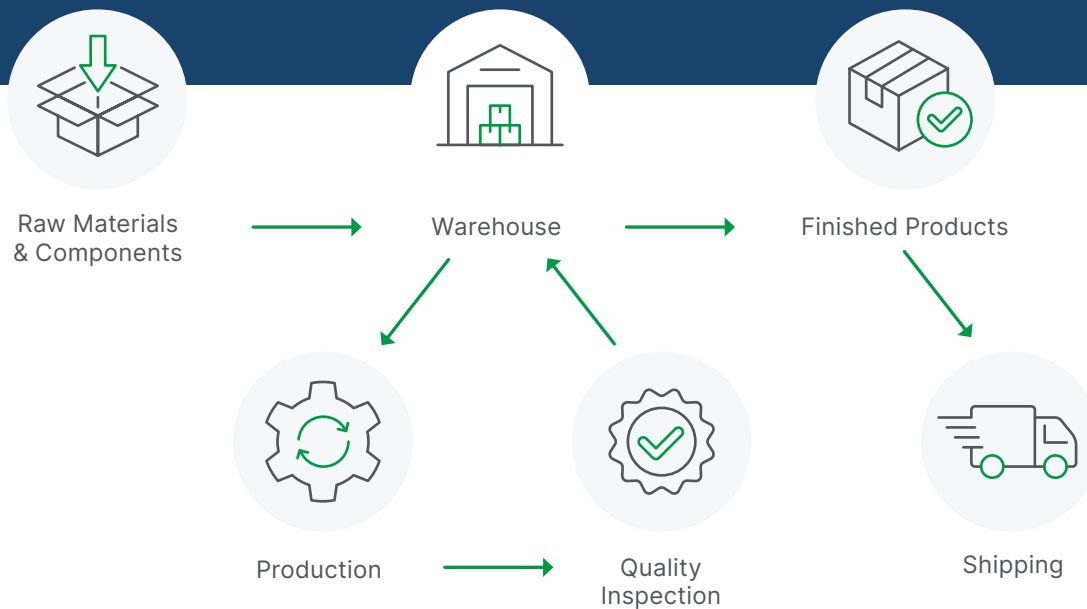 Raw Materials
& Components
Warehouse
Finished Products
Production
Quality
Inspection
Shipping